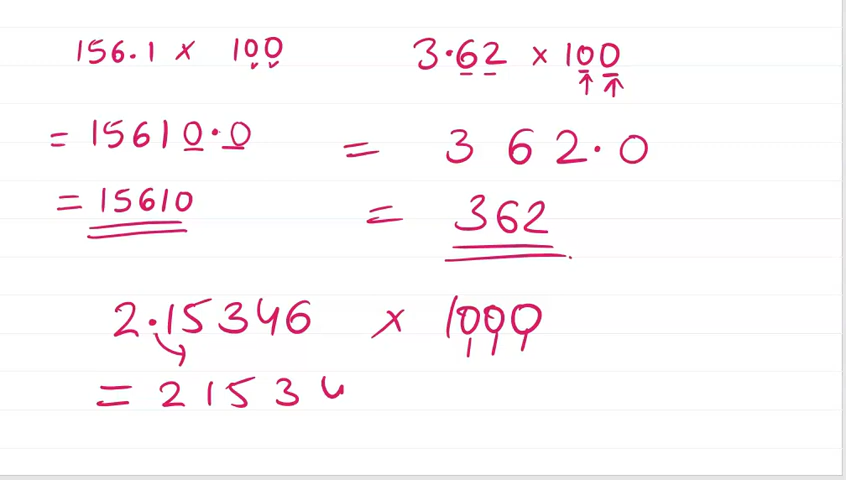 156.1 × 100
= 15610.0
= 15610
3.62 × 100
= 362.0
= 362
2.15346 × 1000
= 2153